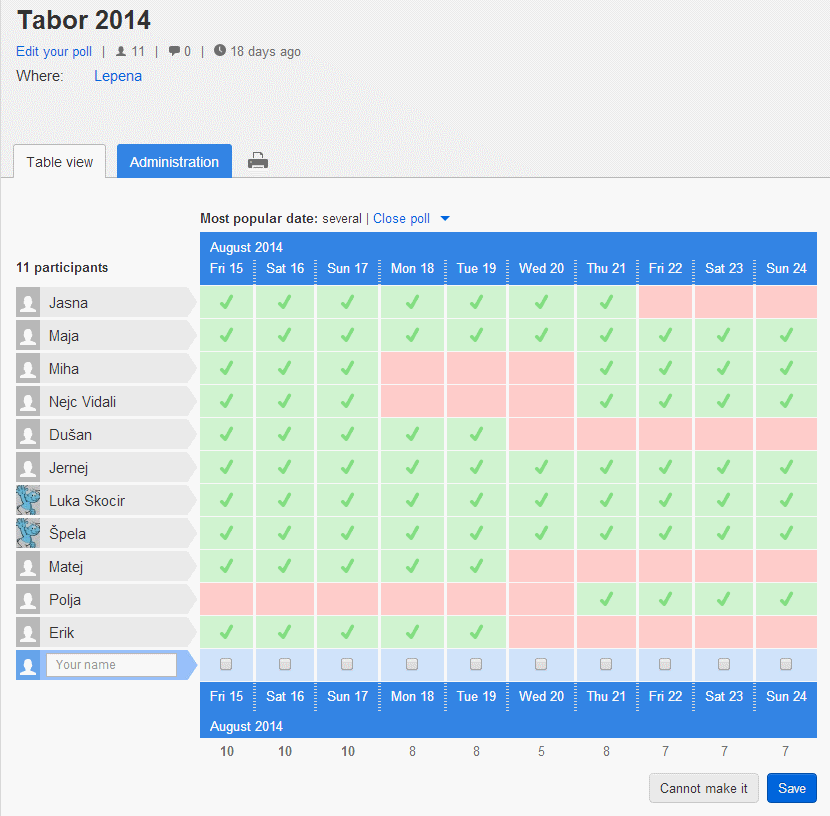 Tabor 2014
Edit your poll | 11 | 0 | 18 days ago
Where: Lepena
Table view Administration
Most popular date: several | Close poll
August 2014
11 participants Fri 15 Sat 16 Sun 17 Mon 18 Tue 19 Wed 20 Thu 21 Fri 22 Sat 23 Sun 24
Jasna
Maja
Miha
Nejc Vidali
Dušan
Jernej
Luka Skocir
Špela
Matej
Polja
Erik
Your name
Fri 15 Sat 16 Sun 17 Mon 18 Tue 19 Wed 20 Thu 21 Fri 22 Sat 23 Sun 24
August 2014
10 10 10 8 8 5 8 7 7 7
Cannot make it Save